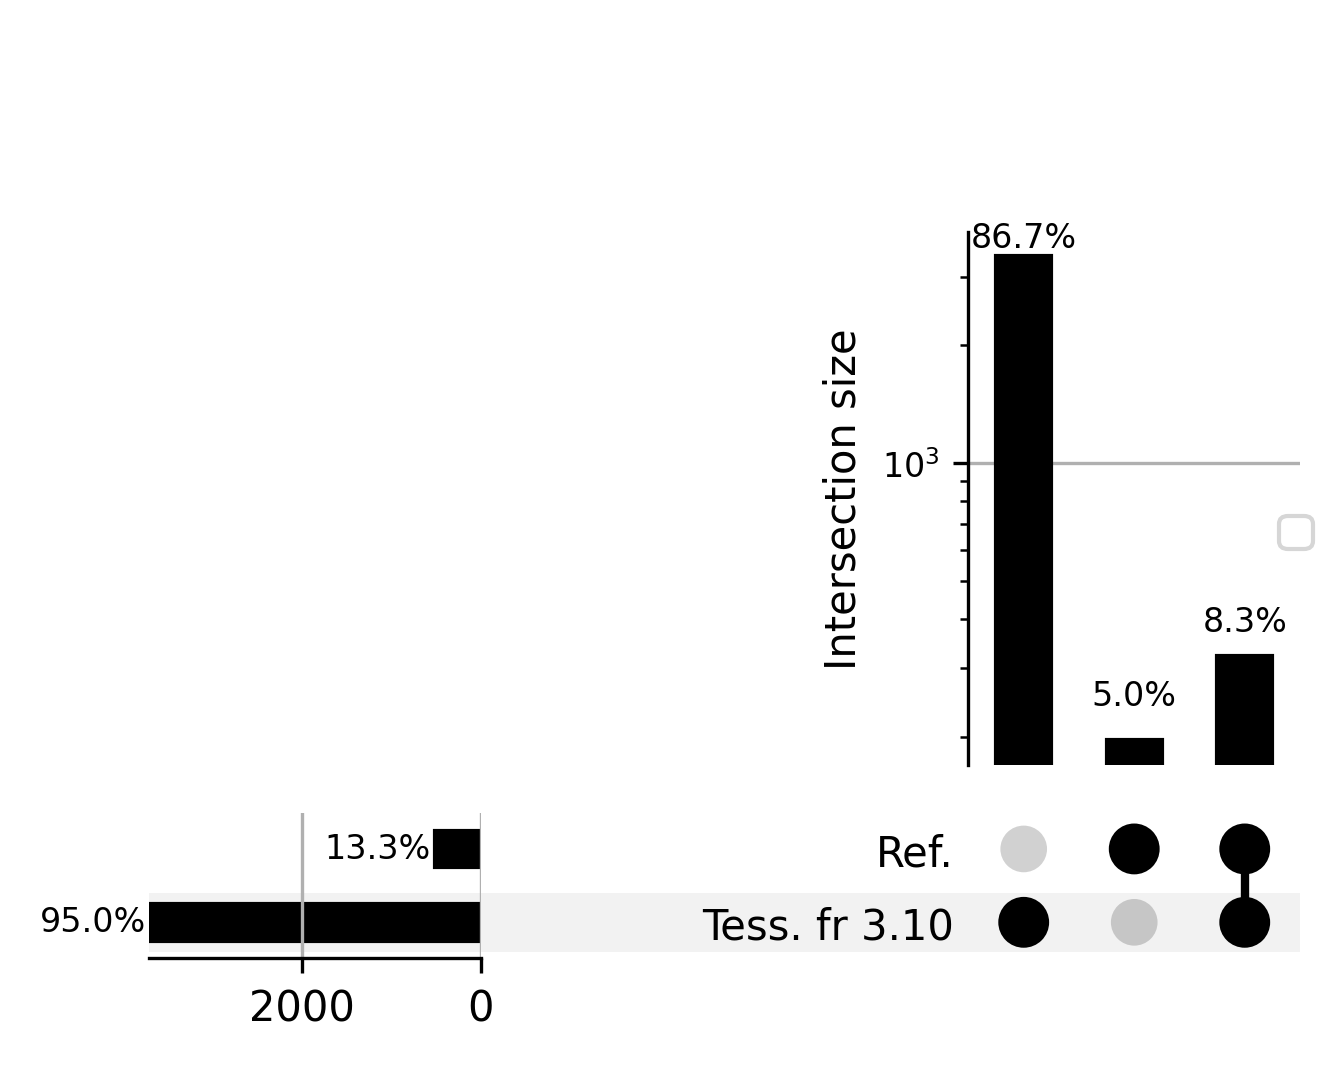 86.7%
Intersection size
10³
8.3%
5.0%
13.3%
Ref.
95.0%
Tess. fr 3.10
2000
0